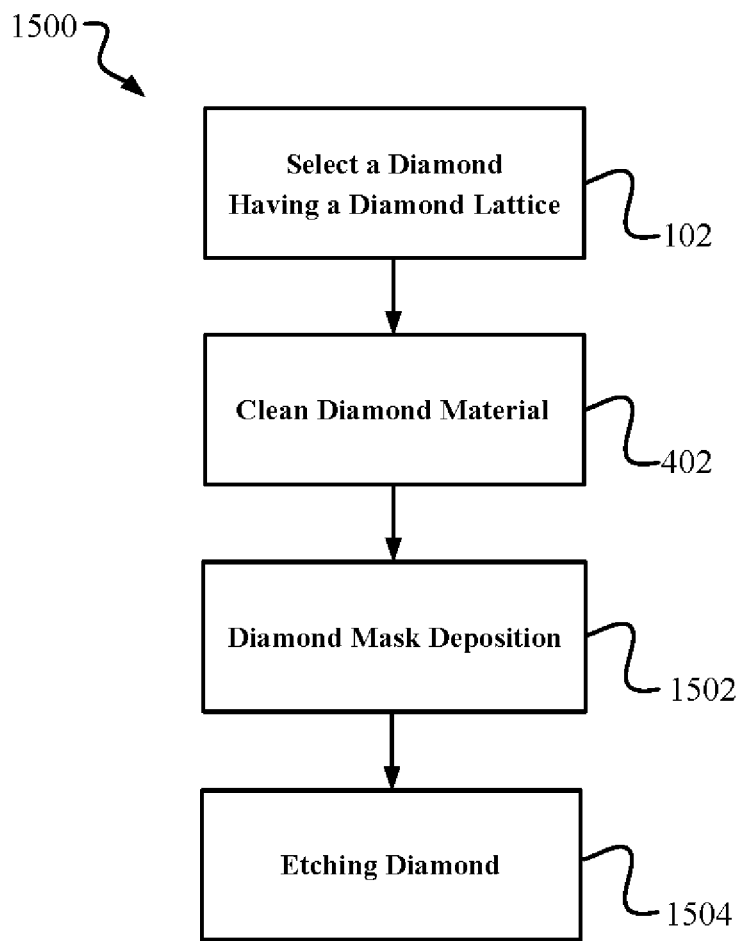 1500
Select a Diamond
Having a Diamond Lattice
102
Clean Diamond Material
402
Diamond Mask Deposition
1502
Etching Diamond
1504